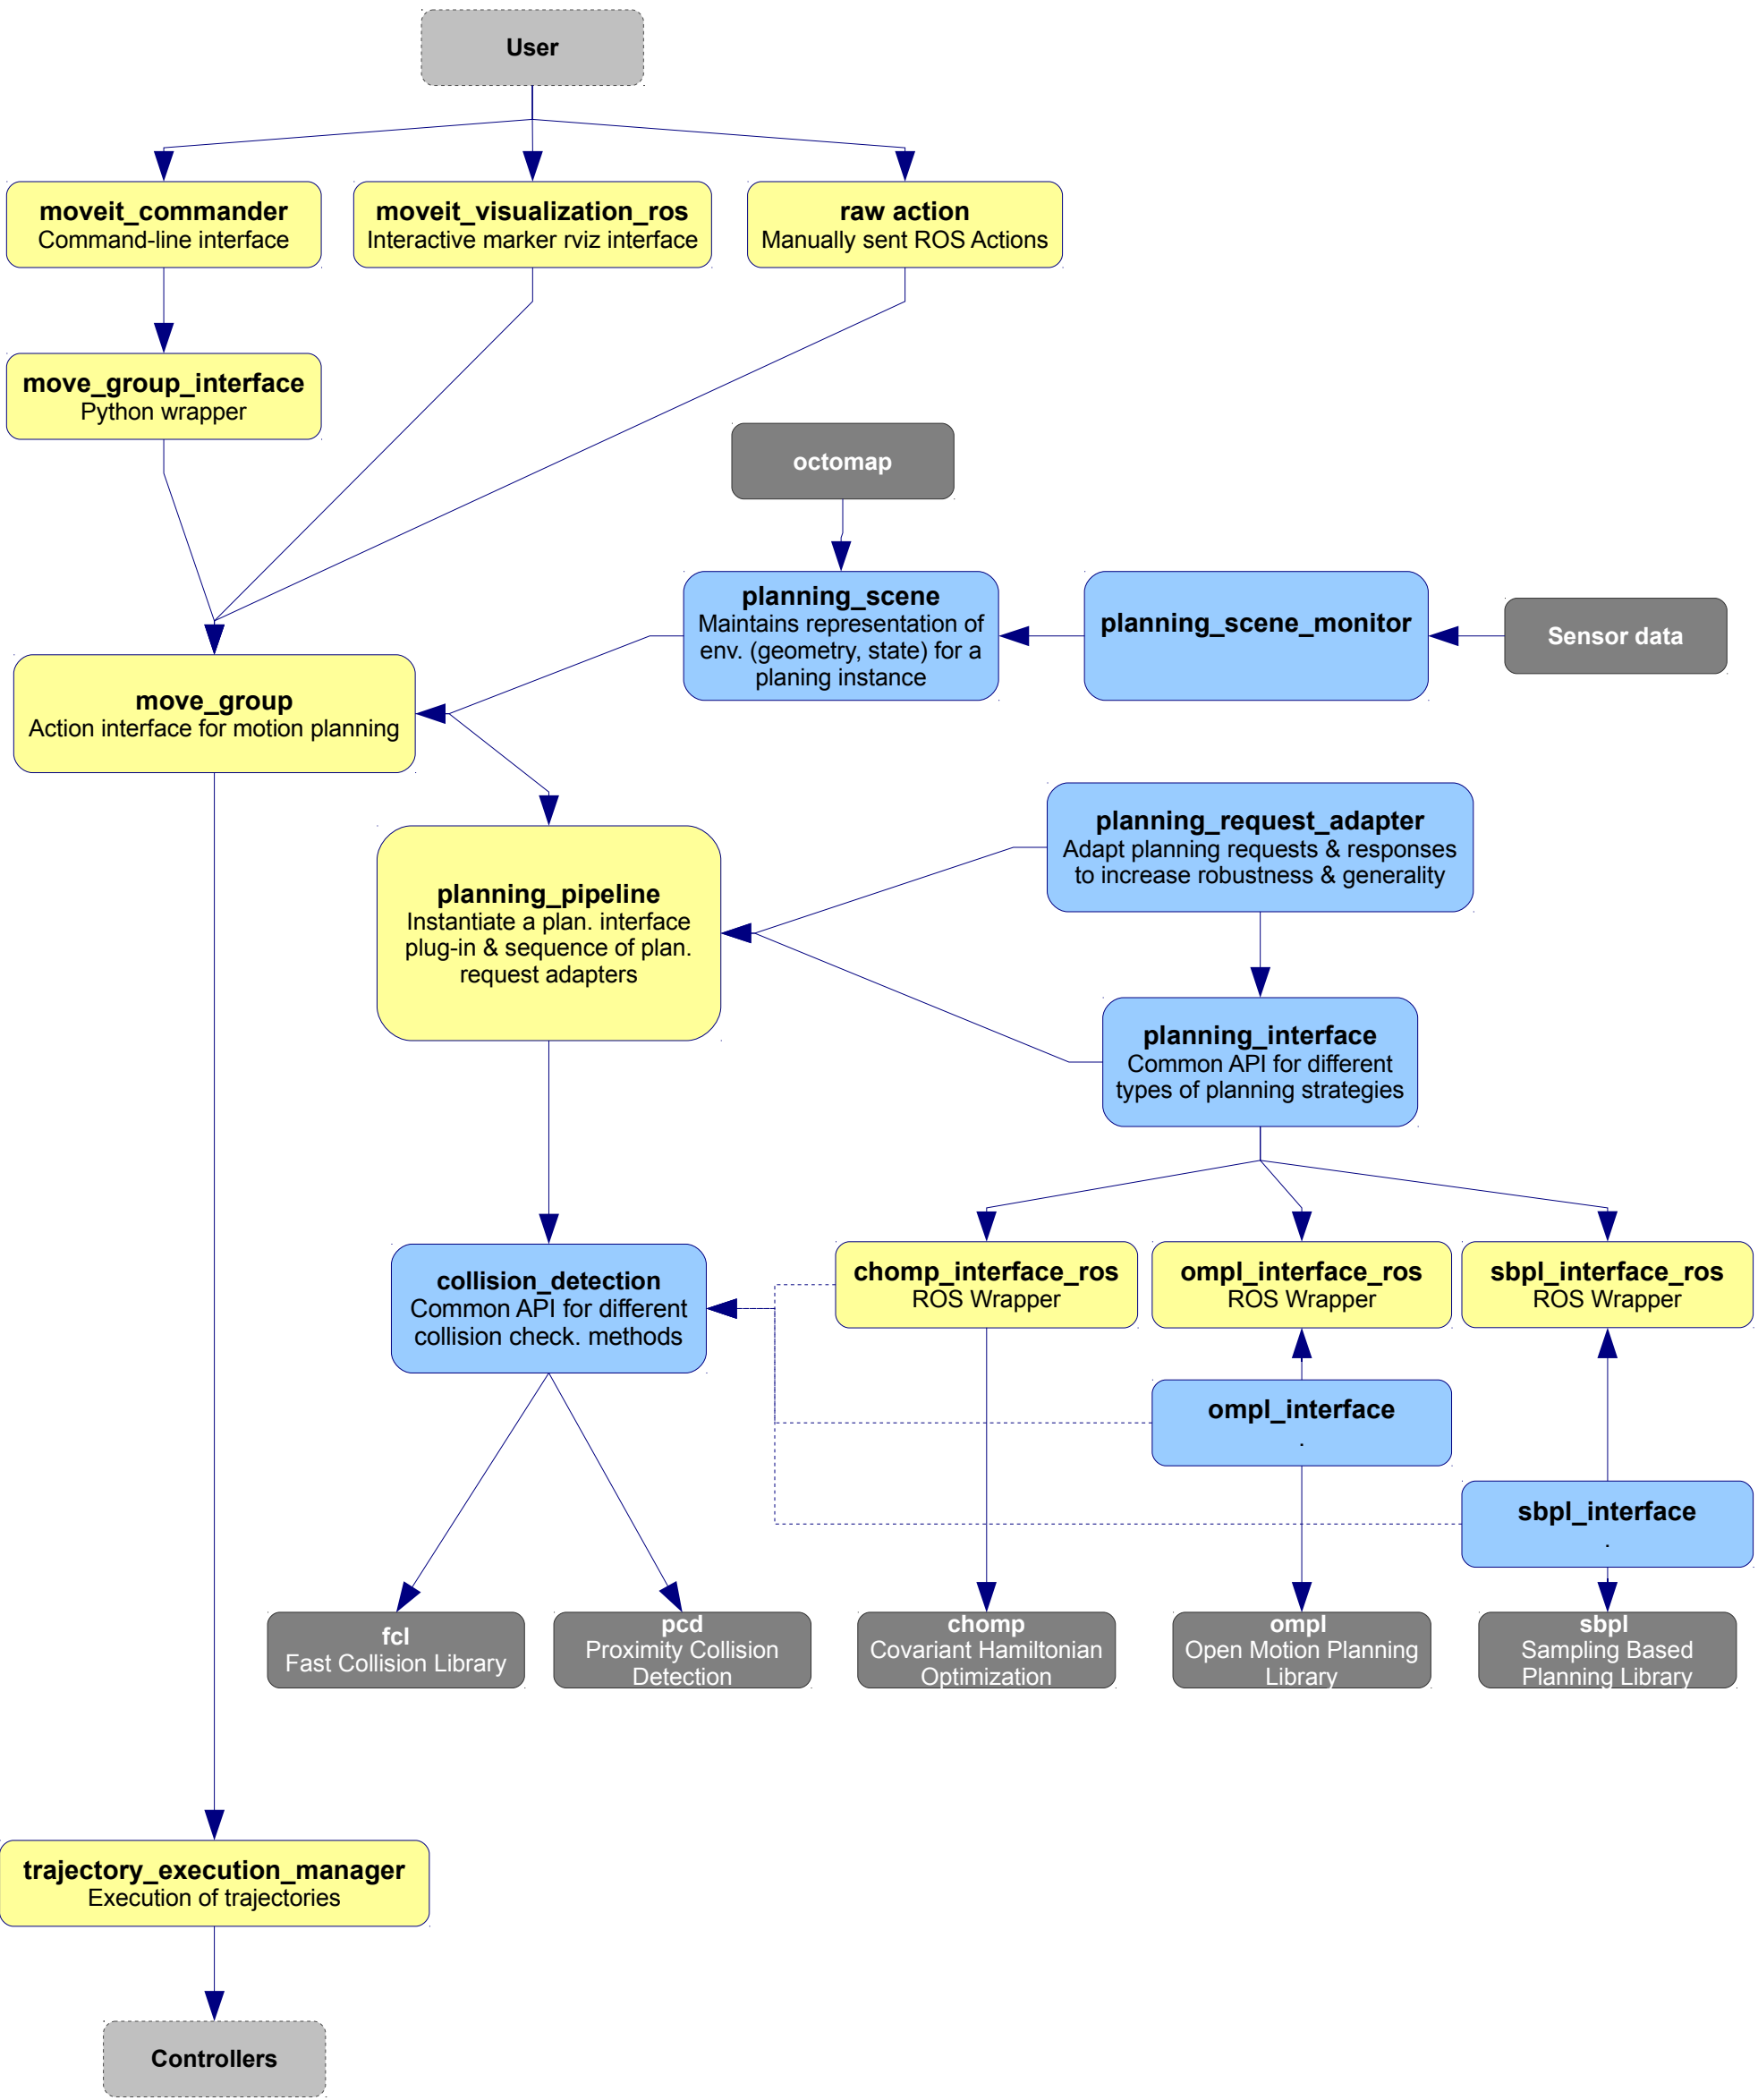 User
moveit_commander
Command-line interface
moveit_visualization_ros
Interactive marker rviz interface
raw action
Manually sent ROS Actions
move_group_interface
Python wrapper
octomap
planning_scene
Maintains representation of
env. (geometry, state) for a
planing instance
planning_scene_monitor
Sensor data
move_group
Action interface for motion planning
planning_request_adapter
Adapt planning requests & responses
to increase robustness & generality
planning_pipeline
Instantiate a plan. interface
plug-in & sequence of plan.
request adapters
planning_interface
Common API for different
types of planning strategies
collision_detection
Common API for different
collision check. methods
chomp_interface_ros
ROS Wrapper
ompl_interface_ros
ROS Wrapper
sbpl_interface_ros
ROS Wrapper
ompl_interface
.
sbpl_interface
.
fcl
Fast Collision Library
pcd
Proximity Collision
Detection
chomp
Covariant Hamiltonian
Optimization
ompl
Open Motion Planning
Library
sbpl
Sampling Based
Planning Library
trajectory_execution_manager
Execution of trajectories
Controllers